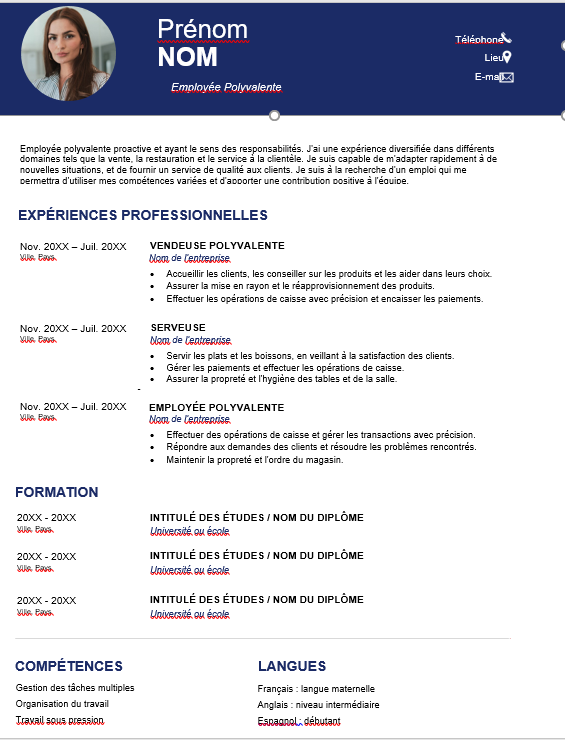 Prénom
NOM
Employée Polyvalente
Téléphone
Lieu
E-mail
Employée polyvalente proactive et ayant le sens des responsabilités. J'ai une expérience diversifiée dans différents
domaines tels que la vente, la restauration et le service à la clientèle. Je suis capable de m'adapter rapidement à de
nouvelles situations, et de fournir un service de qualité aux clients. Je suis à la recherche d'un emploi qui me
permettra d'utiliser mes compétences variées et d'apporter une contribution positive à l'équipe.
EXPÉRIENCES PROFESSIONNELLES
Nov. 20XX – Juil. 20XX
Ville, Pays
VENDEUSE POLYVALENTE
Nom de l'entreprise
• Accueillir les clients, les conseiller sur les produits et les aider dans leurs choix.
• Assurer la mise en rayon et le réapprovisionnement des produits.
• Effectuer les opérations de caisse avec précision et encaisser les paiements.
Nov. 20XX – Juil. 20XX
Ville, Pays
SERVEUSE
Nom de l'entreprise
• Servir les plats et les boissons, en veillant à la satisfaction des clients.
• Gérer les paiements et effectuer les opérations de caisse.
• Assurer la propreté et l'hygiène des tables et de la salle.
-
Nov. 20XX – Juil. 20XX
Ville, Pays
EMPLOYÉE POLYVALENTE
Nom de l'entreprise
• Effectuer des opérations de caisse et gérer les transactions avec précision.
• Répondre aux demandes des clients et résoudre les problèmes rencontrés.
• Maintenir la propreté et l'ordre du magasin.
FORMATION
20XX - 20XX
Ville, Pays
INTITULÉ DES ÉTUDES / NOM DU DIPLÔME
Université ou école
20XX - 20XX
Ville, Pays
INTITULÉ DES ÉTUDES / NOM DU DIPLÔME
Université ou école
20XX - 20XX
Ville, Pays
INTITULÉ DES ÉTUDES / NOM DU DIPLÔME
Université ou école
COMPÉTENCES
Gestion des tâches multiples
Organisation du travail
Travail sous pression
LANGUES
Français : langue maternelle
Anglais : niveau intermédiaire
Espagnol : débutant